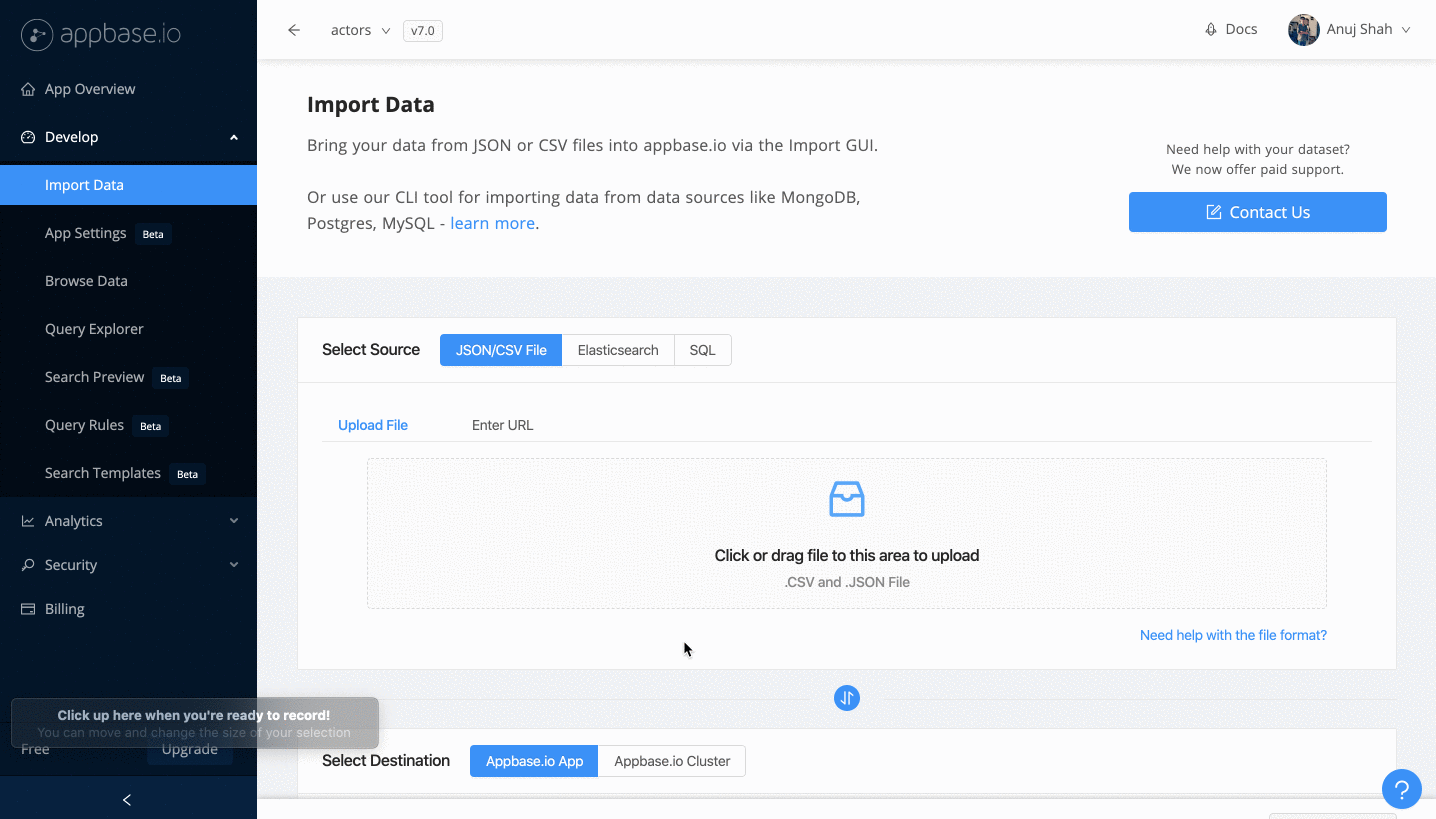 appbase.io
actors
v7.0
Docs
Anuj Shah
App Overview
Develop
Import Data
App Settings Beta
Browse Data
Query Explorer
Search Preview Beta
Query Rules Beta
Search Templates Beta
Analytics
Security
Billing
Click up here when you're ready to record!
You can move and change the size of your selection
Free
Upgrade
Import Data
Bring your data from JSON or CSV files into appbase.io via the Import GUI.
Or use our CLI tool for importing data from data sources like MongoDB,
Postgres, MySQL - learn more.
Need help with your dataset?
We now offer paid support.
Contact Us
Select Source
JSON/CSV File
Elasticsearch
SQL
Upload File
Enter URL
Click or drag file to this area to upload
.CSV and .JSON File
Need help with the file format?
Select Destination
Appbase.io App
Appbase.io Cluster
?